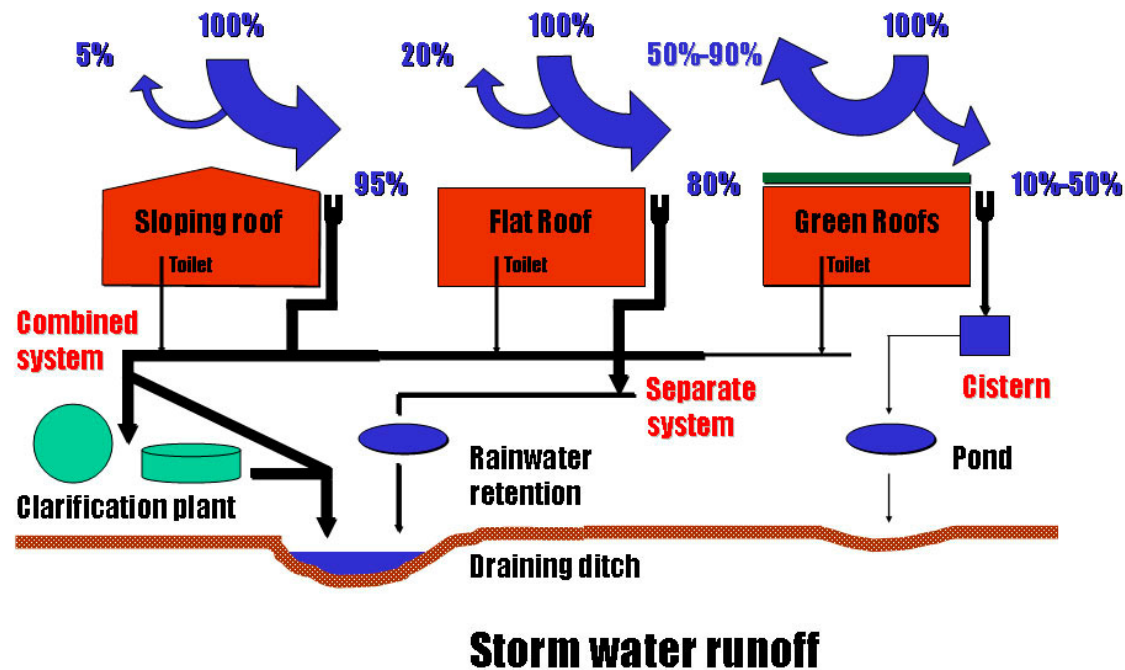 100%
5%
95%
Sloping roof
Toilet
100%
20%
80%
Flat Roof
Toilet
100%
50%-90%
10%-50%
Green Roofs
Toilet
Combined
system
Separate
system
Cistern
Clarification plant
Rainwater
retention
Pond
Draining ditch
Storm water runoff